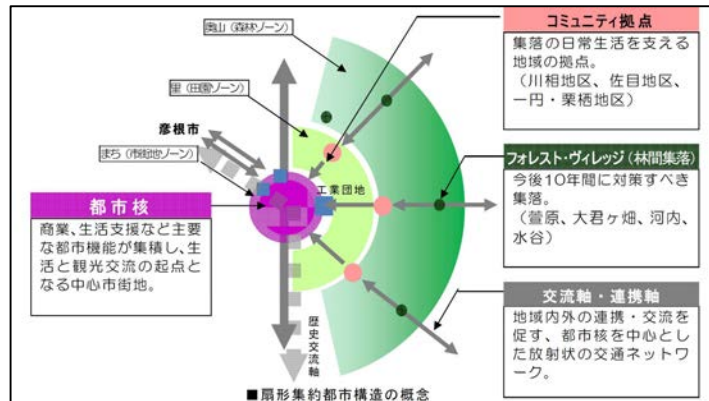 奥山（森林ゾーン）
里（田園ゾーン）
彦根市
まち（市街地ゾーン）
都市核
商業、生活支援など主要
な都市機能が集積し、生
活と観光交流の起点と
なる中心市街地。
工業団地
歴史交流軸
コミュニティ拠点
集落の日常生活を支える
地域の拠点。
（川相地区、佐目地区、
一円・栗栖地区）
フォレスト・ヴィレッジ（林間集落）
今後10年間に対策すべき
集落。
（萱原、大君ヶ畑、河内、
水谷）
交流軸・連携軸
地域内外の連携・交流を
促す、都市核を中心とし
た放射状の交通ネットワ
ーク。
■扇形集約都市構造の概念